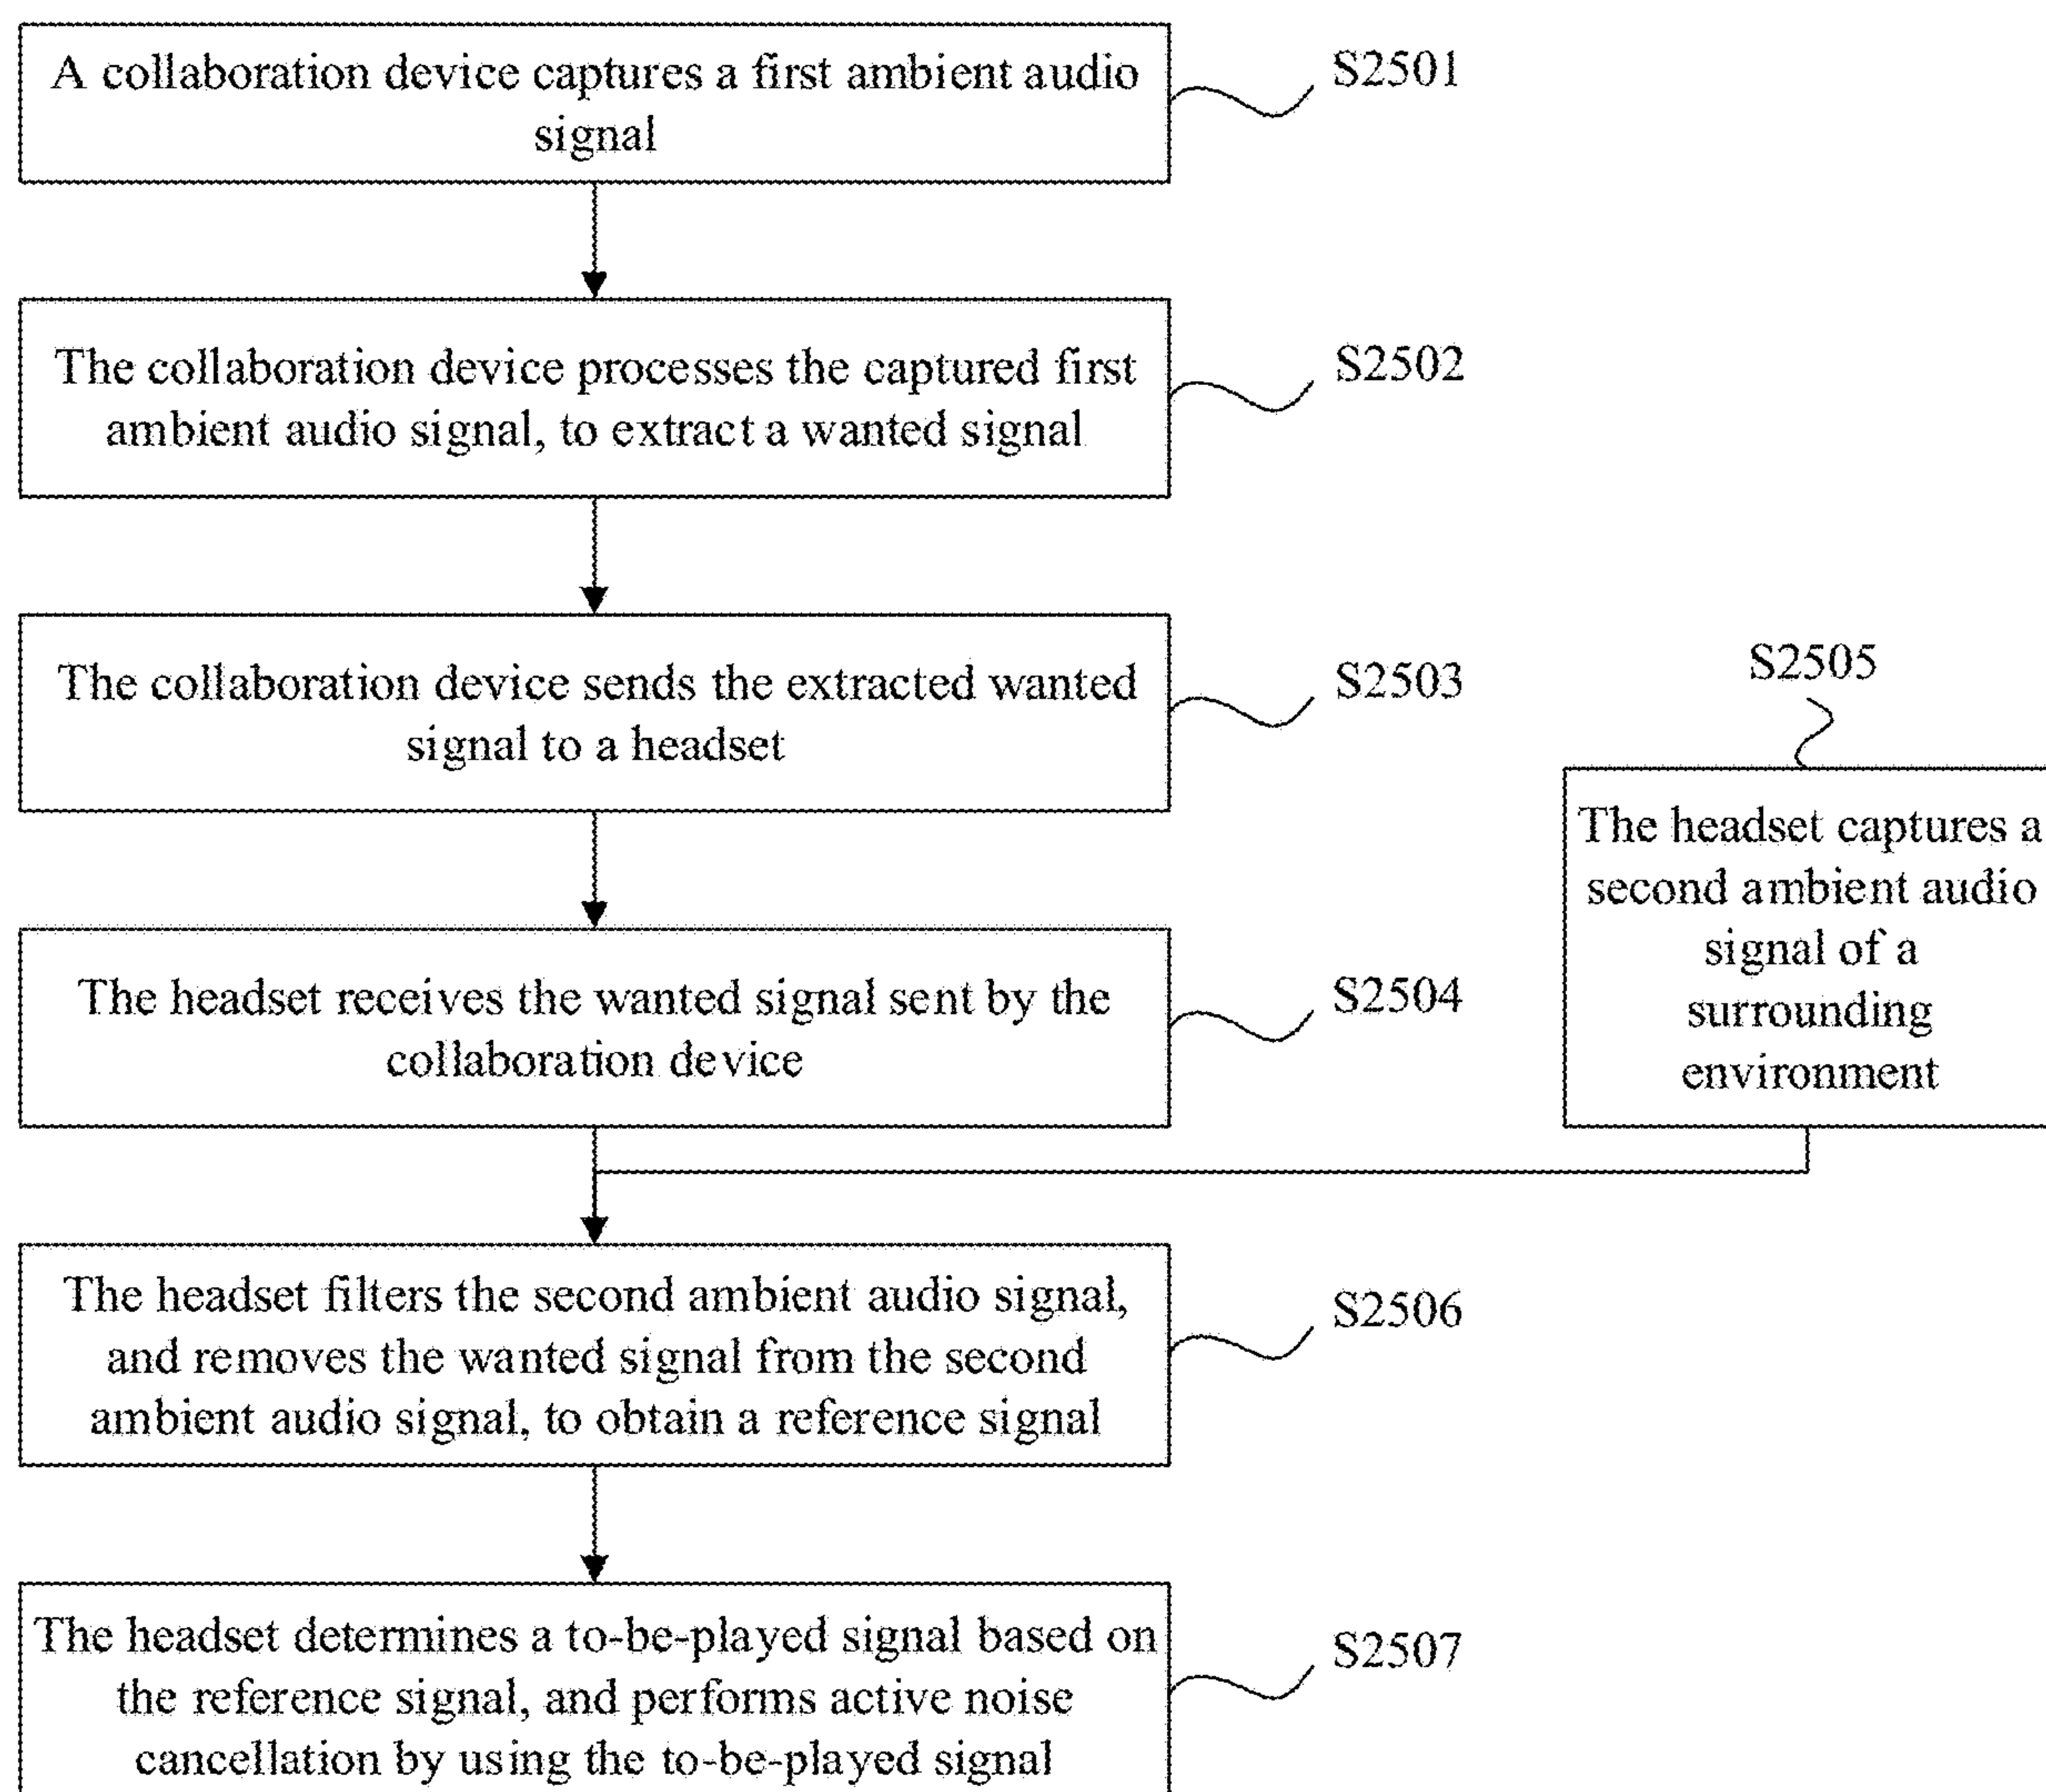 A collaboration device captures a first ambient audio
signal
S2501
The collaboration device processes the captured first
ambient audio signal, to extract a wanted signal
S2502
The collaboration device sends the extracted wanted
signal to a headset
S2503
The headset receives the wanted signal sent by the
collaboration device
S2504
S2505
The headset captures a
second ambient audio
signal of a
surrounding
environment
The headset filters the second ambient audio signal,
and removes the wanted signal from the second
ambient audio signal, to obtain a reference signal
S2506
The headset determines a to-be-played signal based on
the reference signal, and performs active noise
cancellation by using the to-be-played signal
S2507